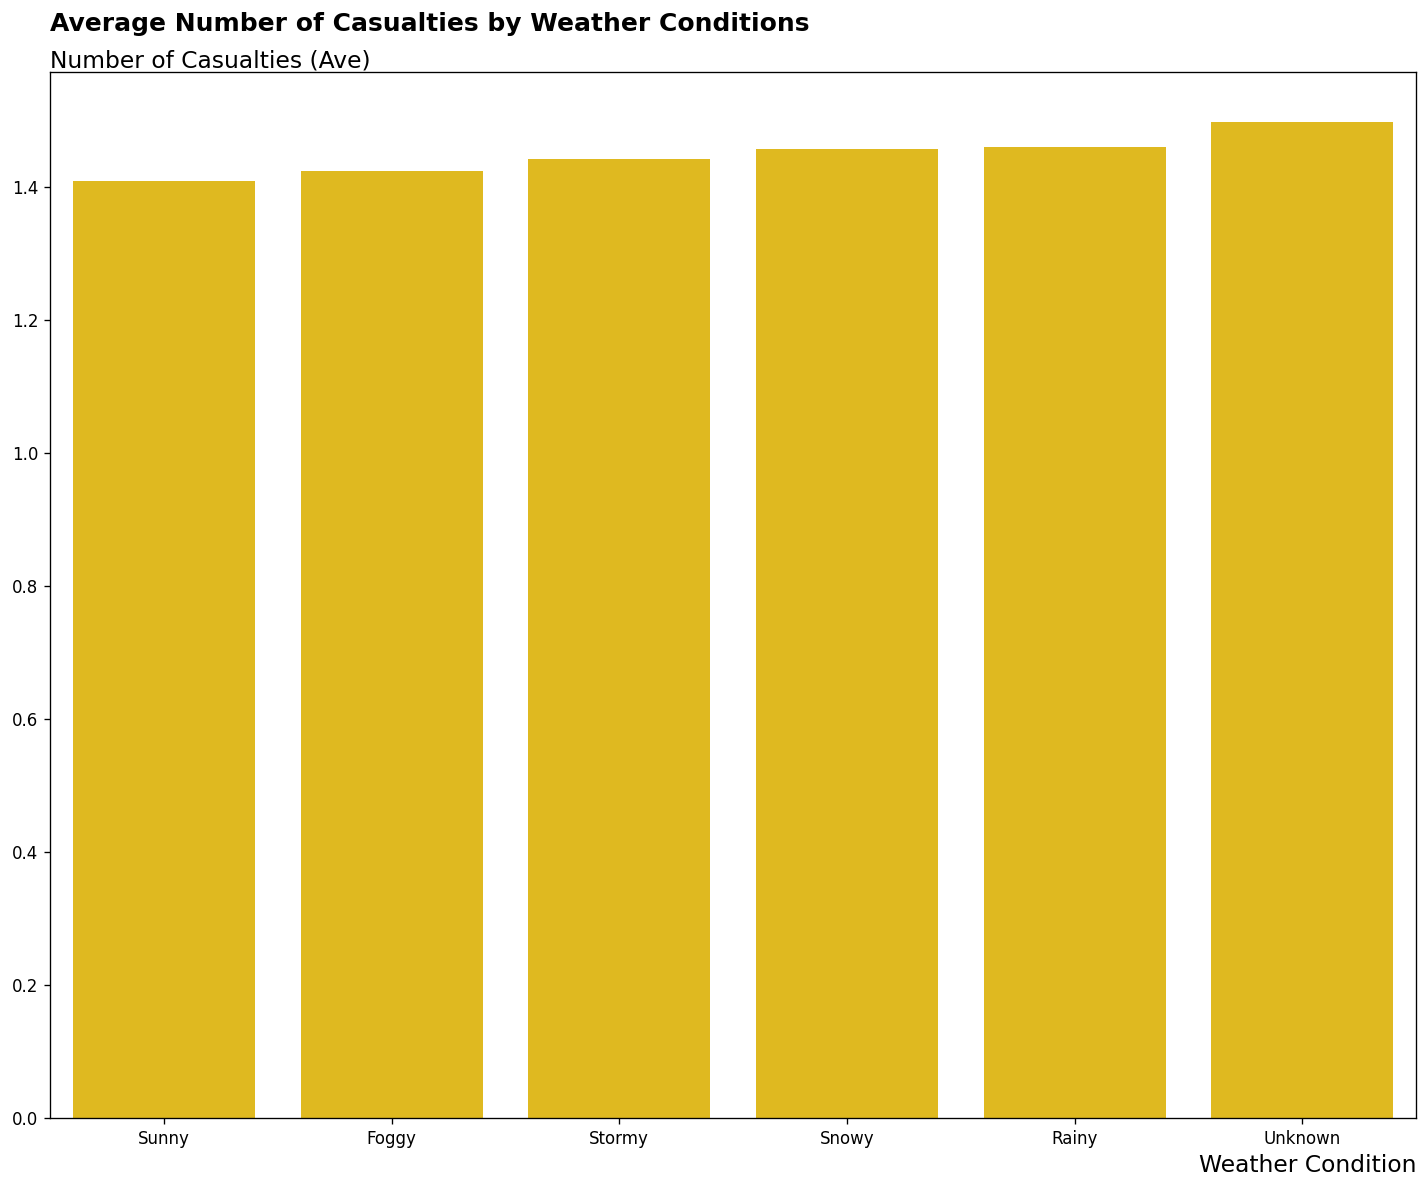 Average Number of Casualties by Weather Conditions
Number of Casualties (Ave)
1.4
1.2
1.0
0.8
0.6
0.4
0.2
0.0
Sunny Foggy Stormy Snowy Rainy Unknown
Weather Condition